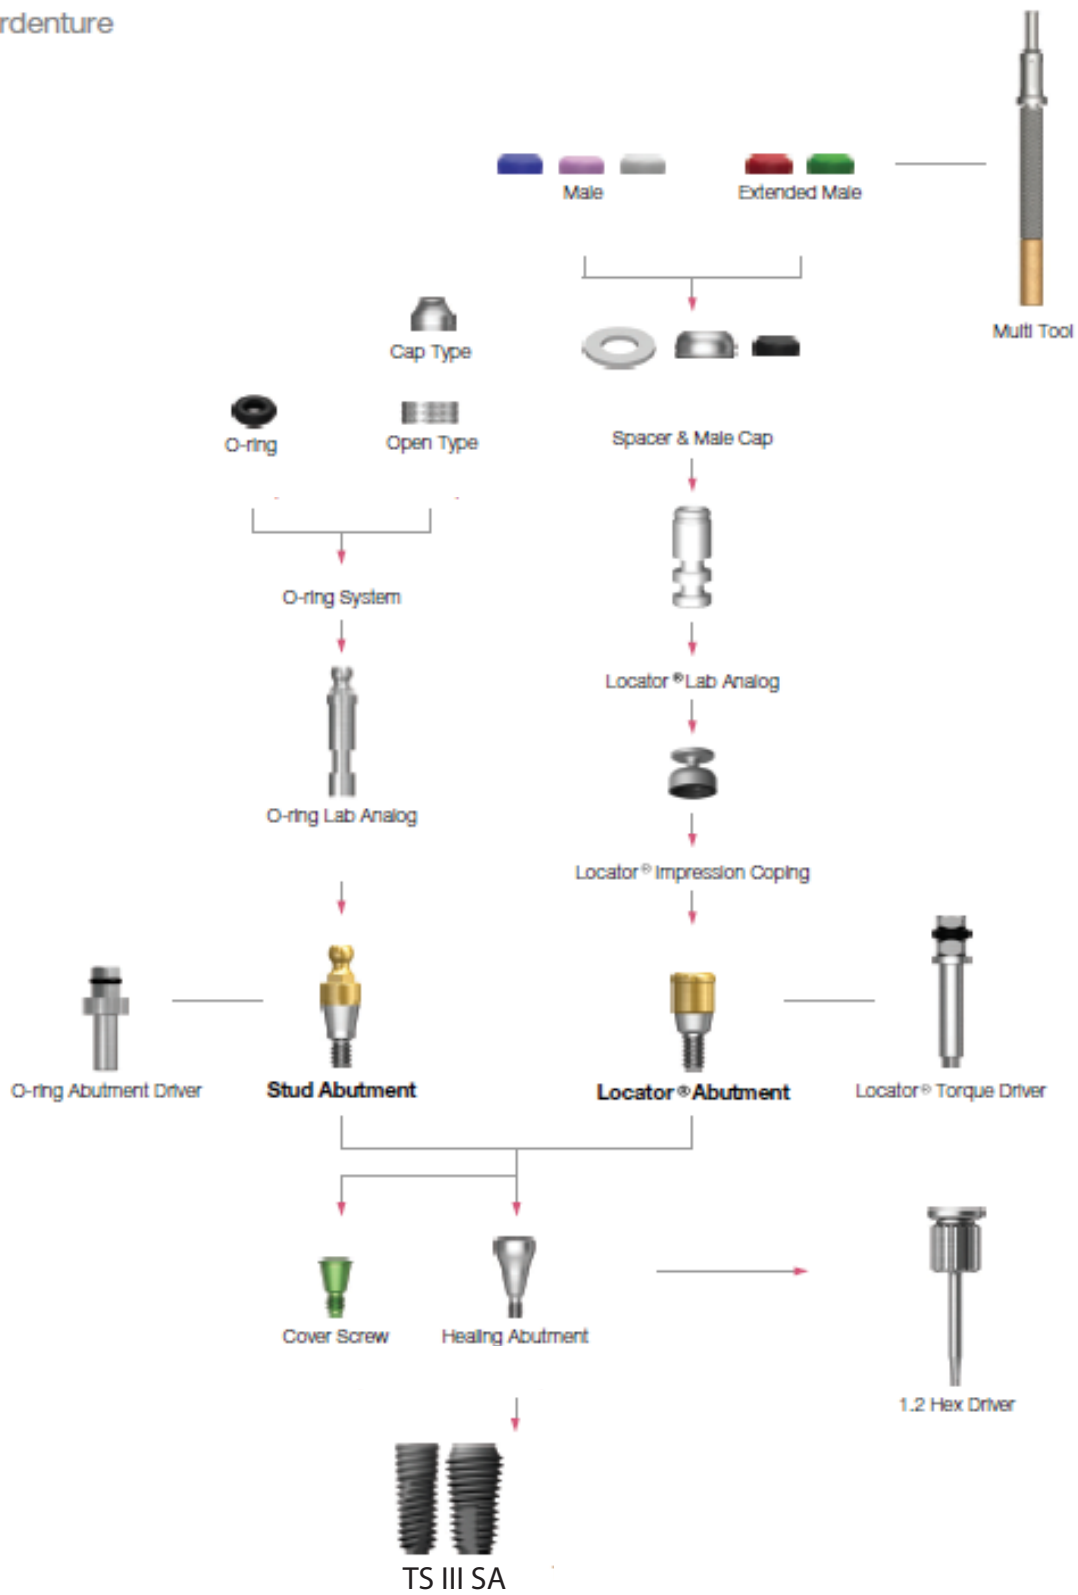 rdenture
Male
Extended Male
Multi Tool
Cap Type
O-ring
Open Type
Spacer & Male Cap
O-ring System
Locator® Lab Analog
O-ring Lab Analog
Locator® Impression Coping
O-ring Abutment Driver
Stud Abutment
Locator® Abutment
Locator® Torque Driver
Cover Screw
Healing Abutment
1.2 Hex Driver
TS III SA